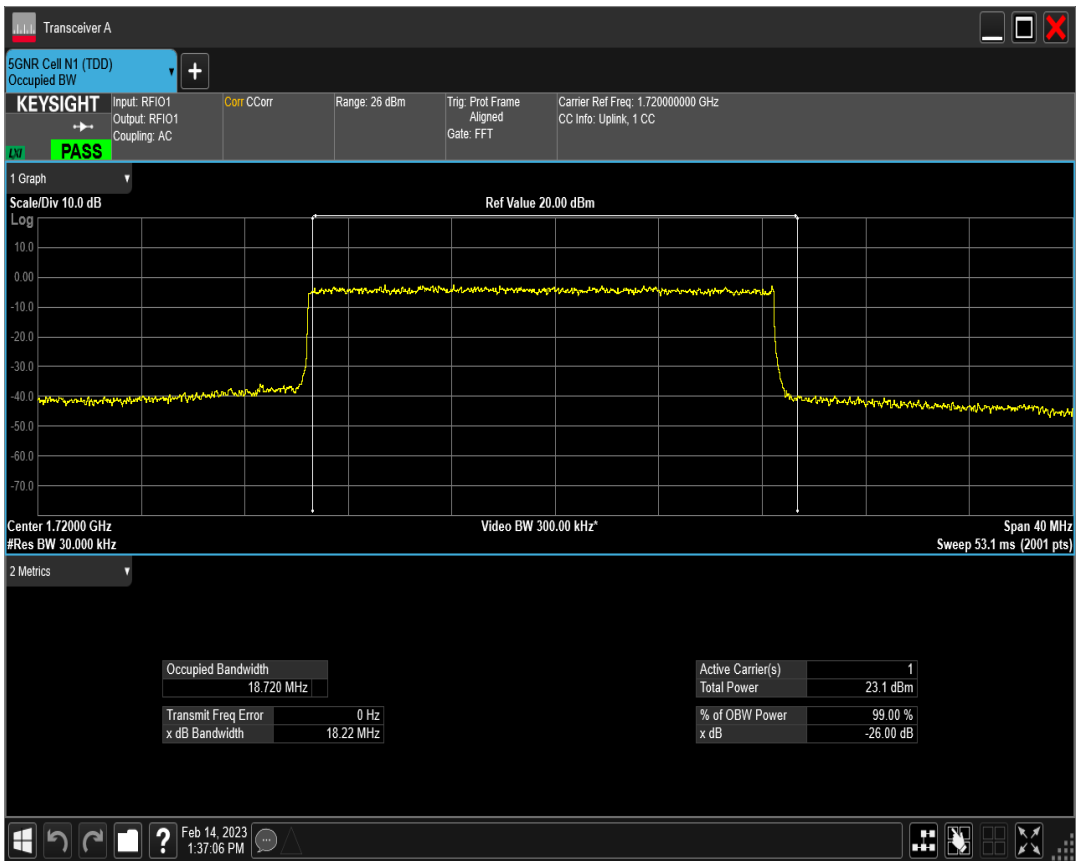 Transceiver A
5GNR Cell N1 (TDD)
Occupied BW
+
KEYSIGHT
LXI
PASS
Input: RFIO1
Output: RFIO1
Coupling: AC
Corr CCorr
Range: 26 dBm
Trig: Prot Frame
Aligned
Gate: FFT
Carrier Ref Freq: 1.720000000 GHz
CC Info: Uplink, 1 CC
1 Graph
Scale/Div 10.0 dB
Ref Value 20.00 dBm
Log
10.0
0.00
-10.0
-20.0
-30.0
-40.0
-50.0
-60.0
-70.0
Center 1.72000 GHz
Video BW 300.00 kHz*
Span 40 MHz
#Res BW 30.000 kHz
Sweep 53.1 ms (2001 pts)
2 Metrics
Occupied Bandwidth
18.720 MHz
Transmit Freq Error 0 Hz
x dB Bandwidth 18.22 MHz
Active Carrier(s) 1
Total Power 23.1 dBm
% of OBW Power 99.00 %
x dB -26.00 dB
?
Feb 14, 2023
1:37:06 PM